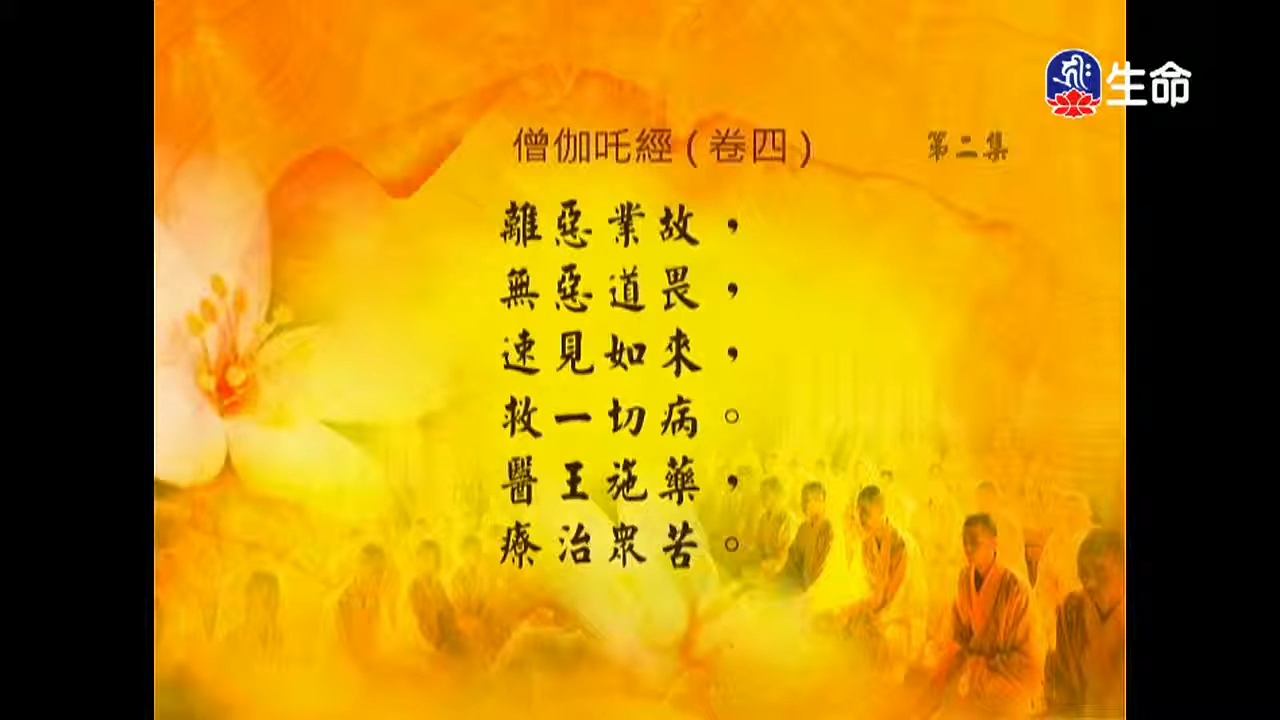 生命
僧伽吒經(卷四) 第二集
離惡業故，
無惡道畏，
速見如來，
救一切病。
醫王施藥，
療治眾苦。